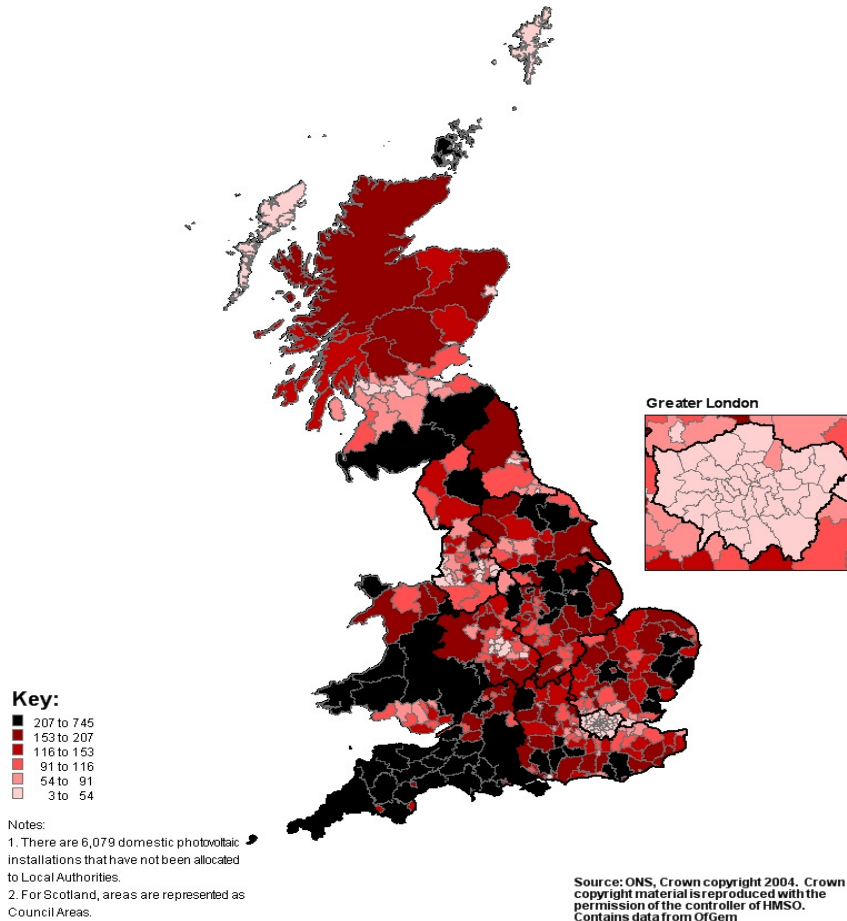 Greater London
Key:
207 to 745
153 to 207
116 to 153
91 to 116
54 to 91
3 to 54
Notes:
1. There are 6,079 domestic photovoltaic
installations that have not been allocated
to Local Authorities.
2. For Scotland, areas are represented as
Council Areas.
Source: ONS, Crown copyright 2004. Crown
copyright material is reproduced with the
permission of the controller of HMSO.
Contains data from OfGem